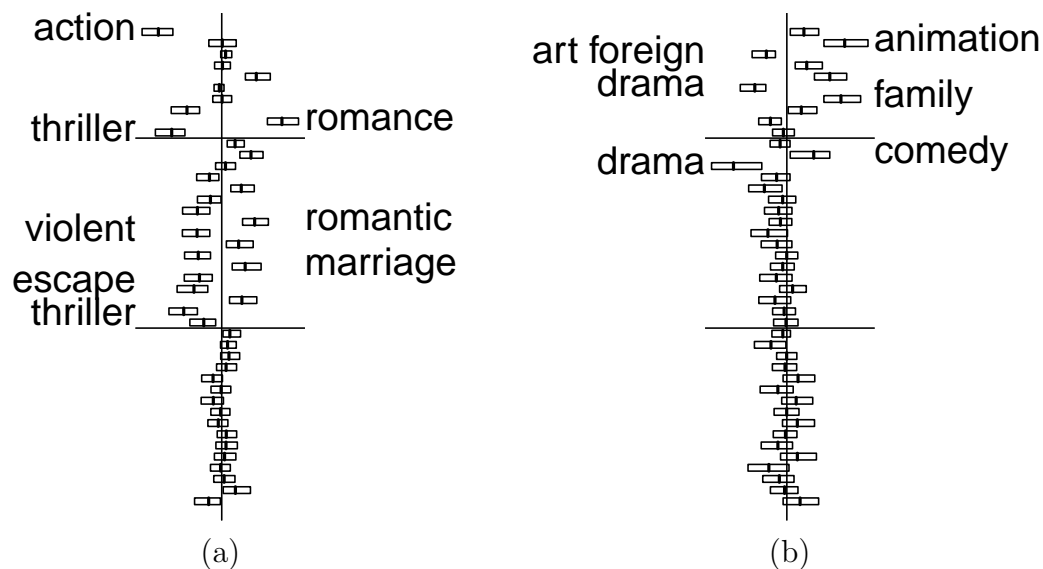 action
thriller
romance
violent
romantic
marriage
escape
thriller
(a)
art foreign
drama
animation
family
drama
comedy
(b)